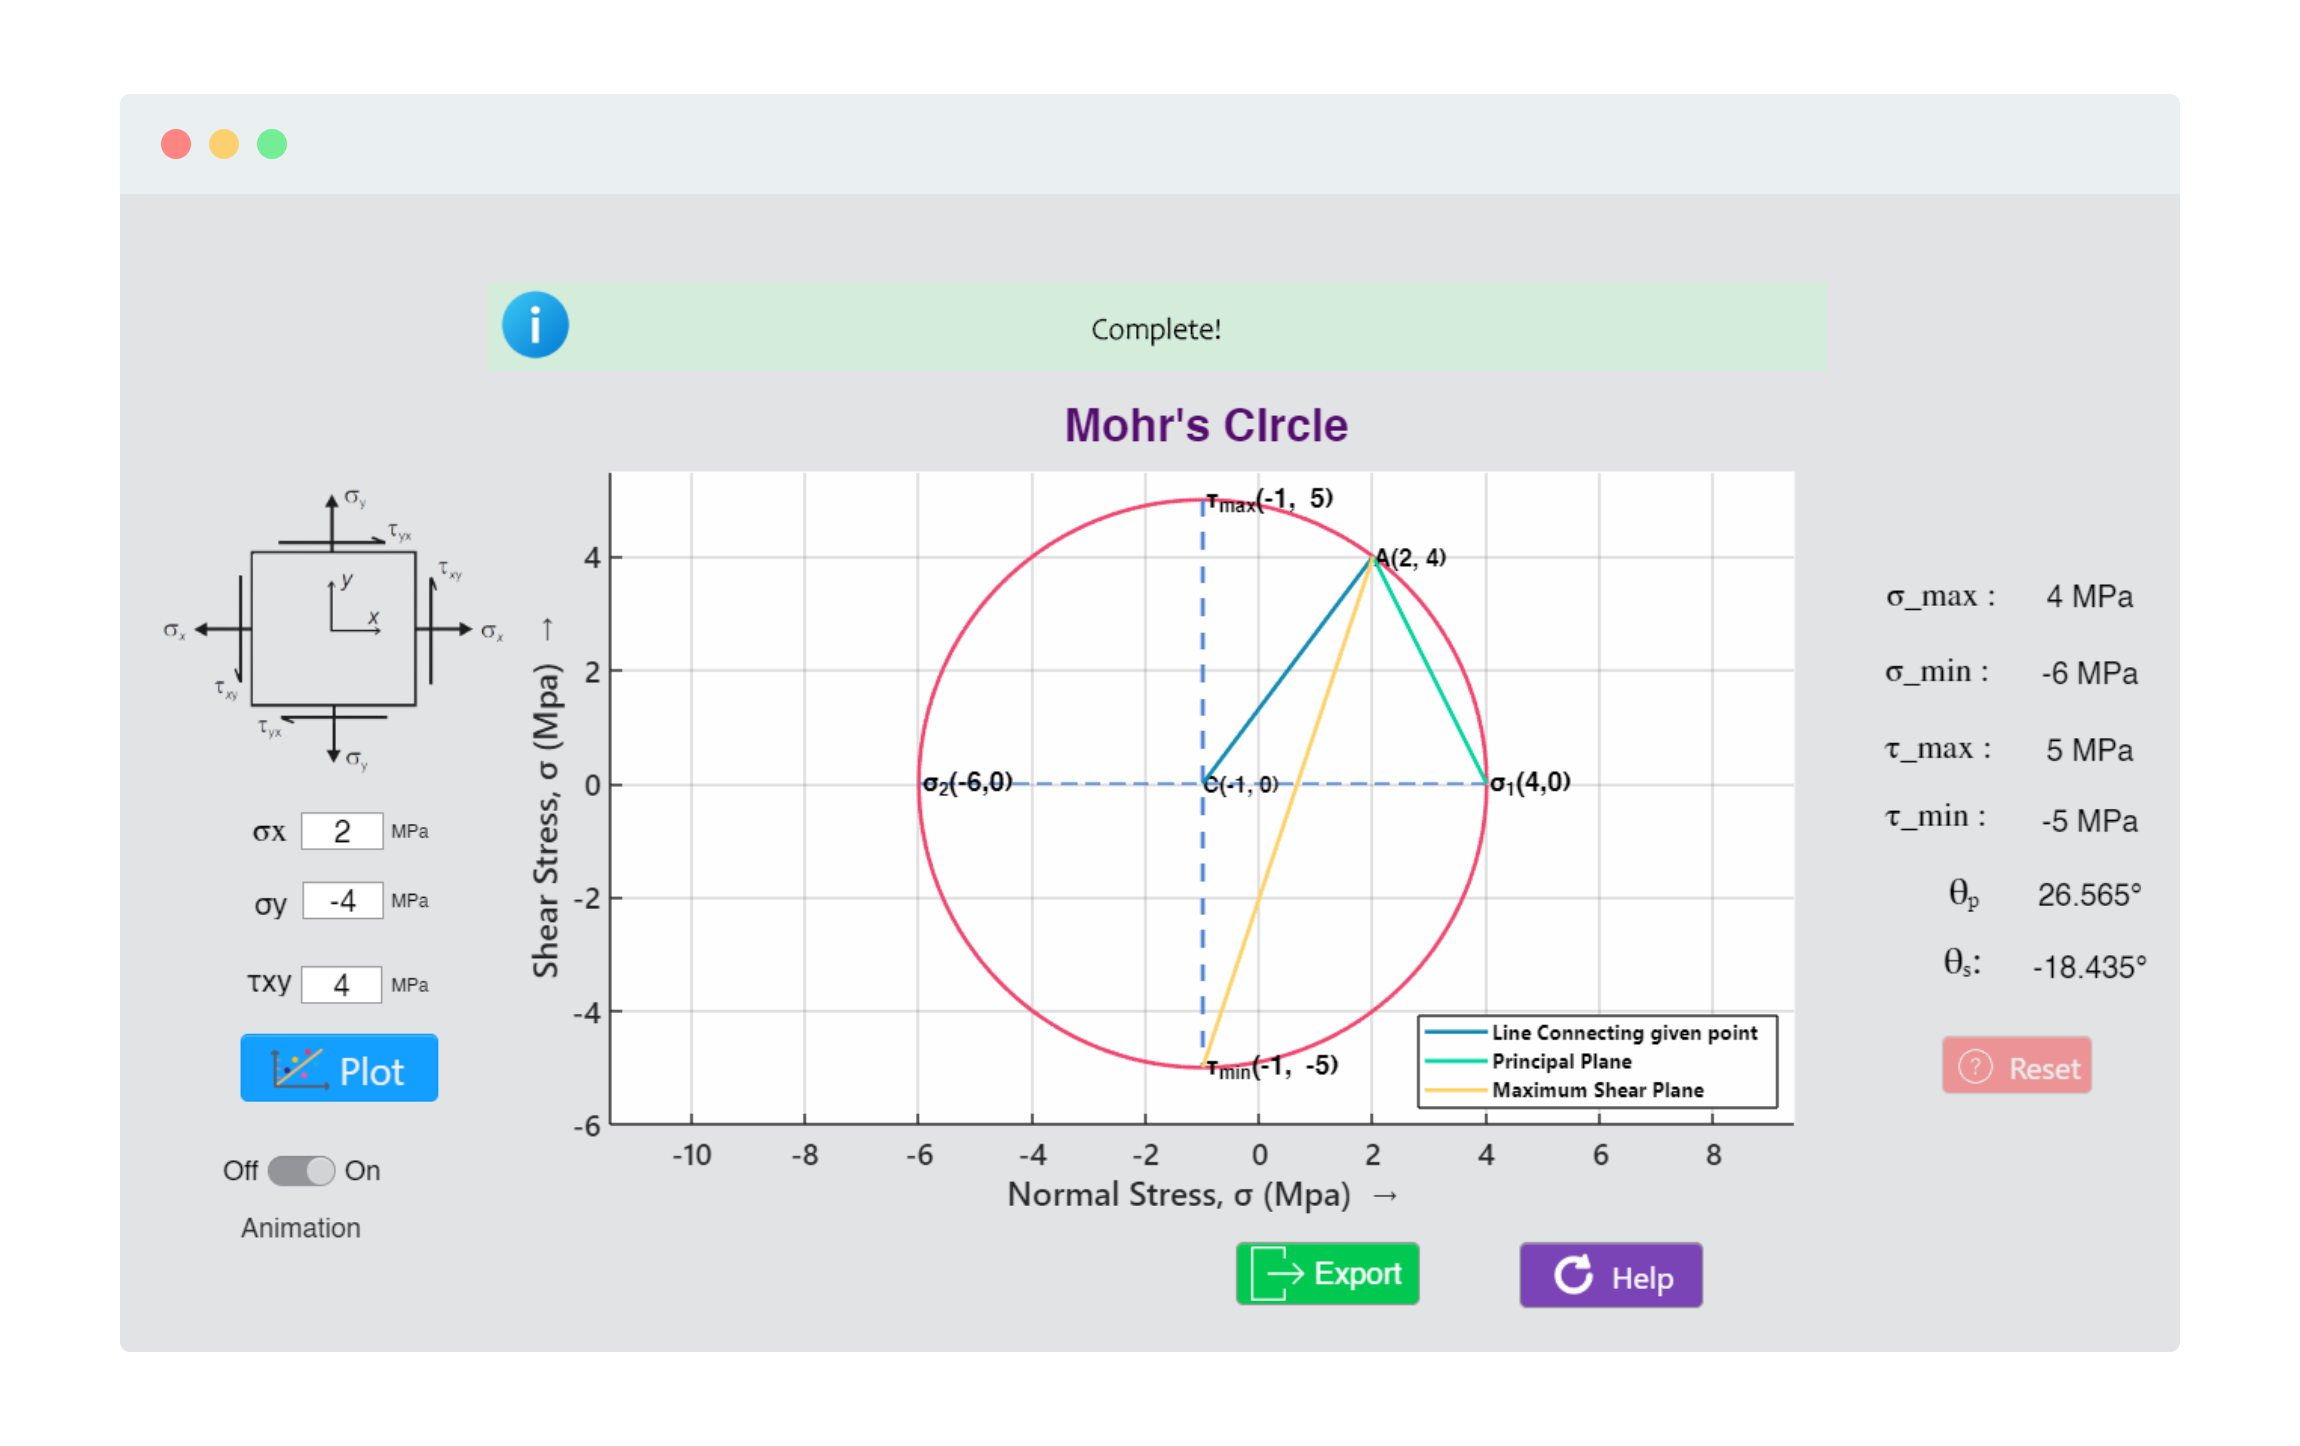 Complete!
Mohr's CIrcle
σy
τyx
τxy
y
x
σx
σx
τxy
τyx
σy
σx 2 MPa
σy -4 MPa
τxy 4 MPa
Plot
Off On
Animation
Shear Stress, σ (Mpa) →
4
2
0
-2
-4
-6
τmax(-1, 5)
A(2, 4)
σ2(-6,0)
C(-1, 0)
σ1(4,0)
τmin(-1, -5)
Line Connecting given point
Principal Plane
Maximum Shear Plane
-10 -8 -6 -4 -2 0 2 4 6 8
Normal Stress, σ (Mpa) →
Export
Help
σ_max : 4 MPa
σ_min : -6 MPa
τ_max : 5 MPa
τ_min : -5 MPa
θp 26.565°
θs: -18.435°
? Reset